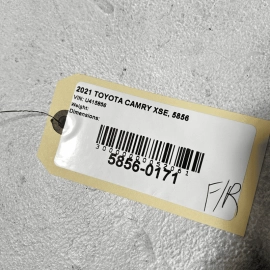 2021 TOYOTA CAMRY XSE, 5856
VIN: U415856
Weight:
Dimensions:
5856-0171
F/R